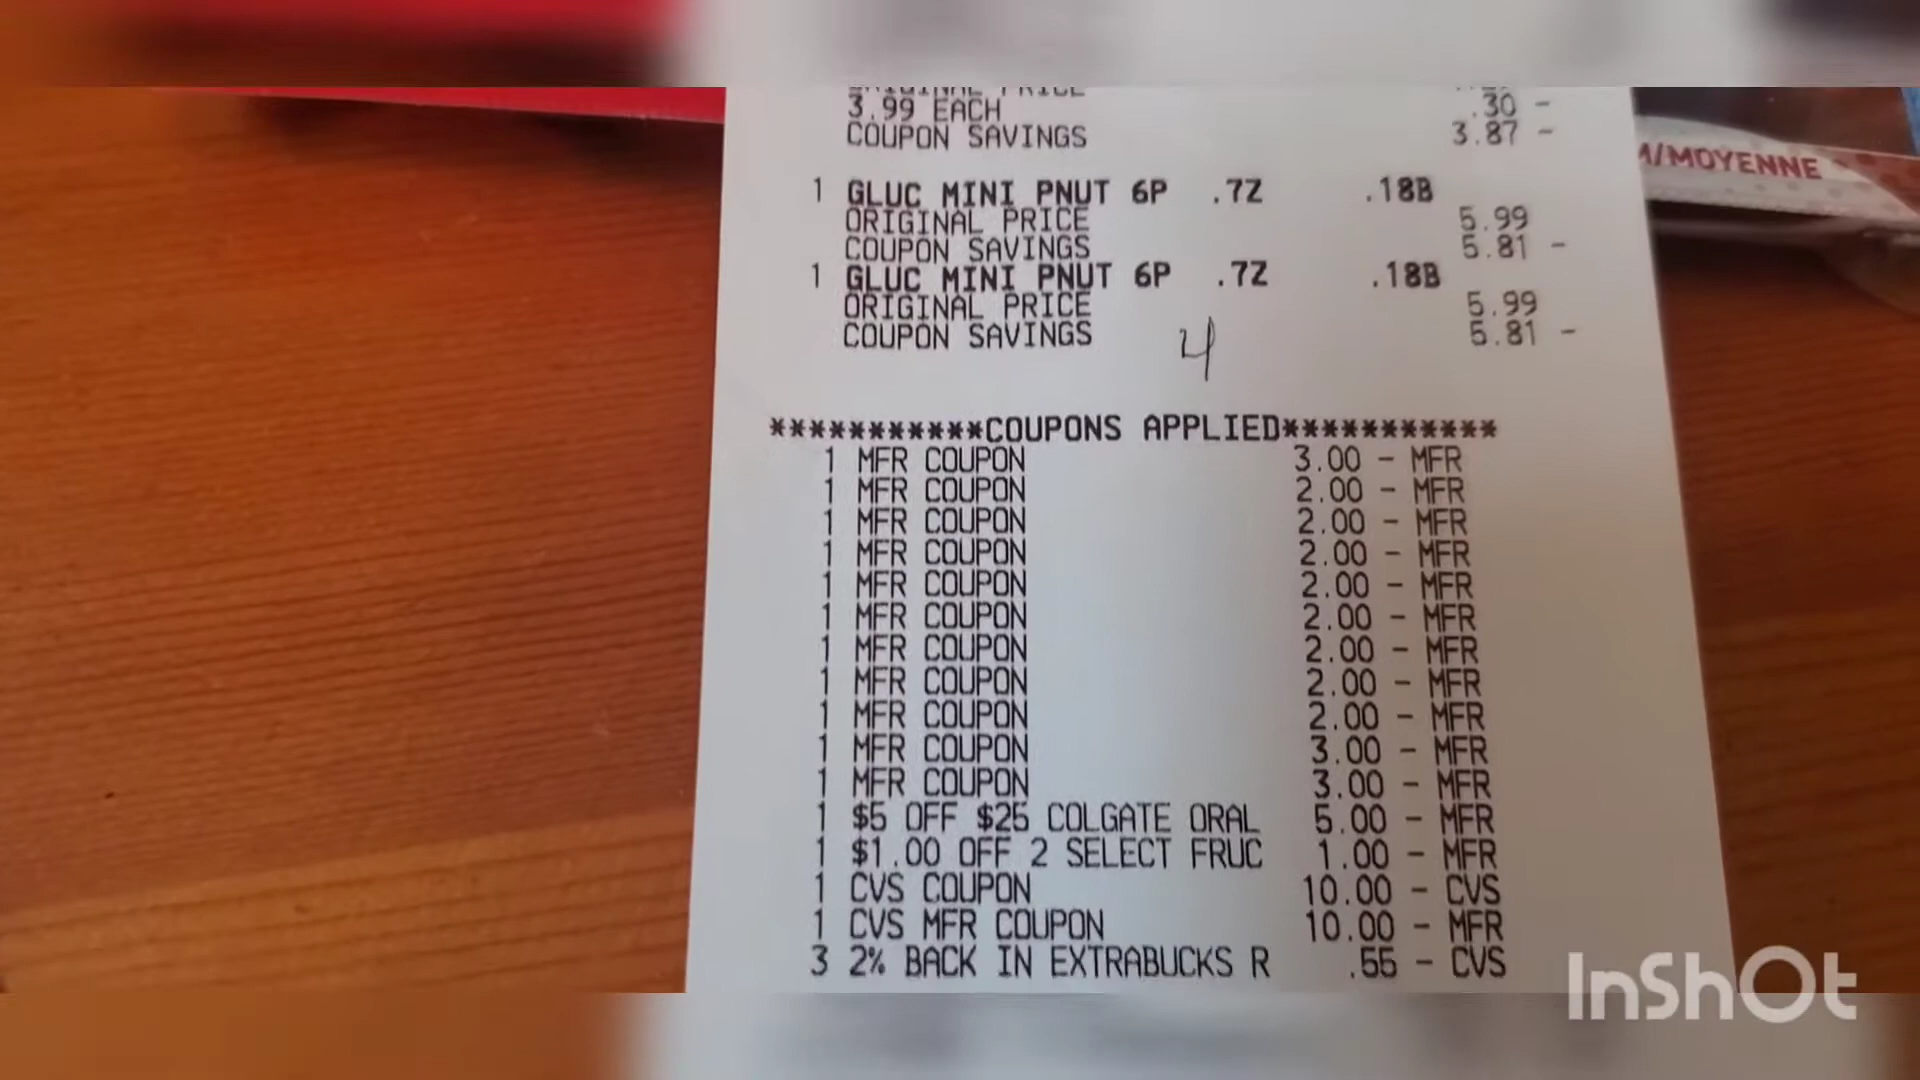 ORIGINAL PRICE
3.99 EACH .30 -
COUPON SAVINGS 3.87 -
1 GLUC MINI PNUT 6P .7Z .18B
ORIGINAL PRICE 5.99
COUPON SAVINGS 5.81 -
1 GLUC MINI PNUT 6P .7Z .18B
ORIGINAL PRICE 5.99
COUPON SAVINGS 5.81 -
4
***********COUPONS APPLIED***********
1 MFR COUPON 3.00 - MFR
1 MFR COUPON 2.00 - MFR
1 MFR COUPON 2.00 - MFR
1 MFR COUPON 2.00 - MFR
1 MFR COUPON 2.00 - MFR
1 MFR COUPON 2.00 - MFR
1 MFR COUPON 2.00 - MFR
1 MFR COUPON 2.00 - MFR
1 MFR COUPON 2.00 - MFR
1 MFR COUPON 3.00 - MFR
1 MFR COUPON 3.00 - MFR
1 $5 OFF $25 COLGATE ORAL 5.00 - MFR
1 $1.00 OFF 2 SELECT FRUC 1.00 - MFR
1 CVS COUPON 10.00 - CVS
1 CVS MFR COUPON 10.00 - MFR
3 2% BACK IN EXTRABUCKS R .55 - CVS
M/MOYENNE
InShOt